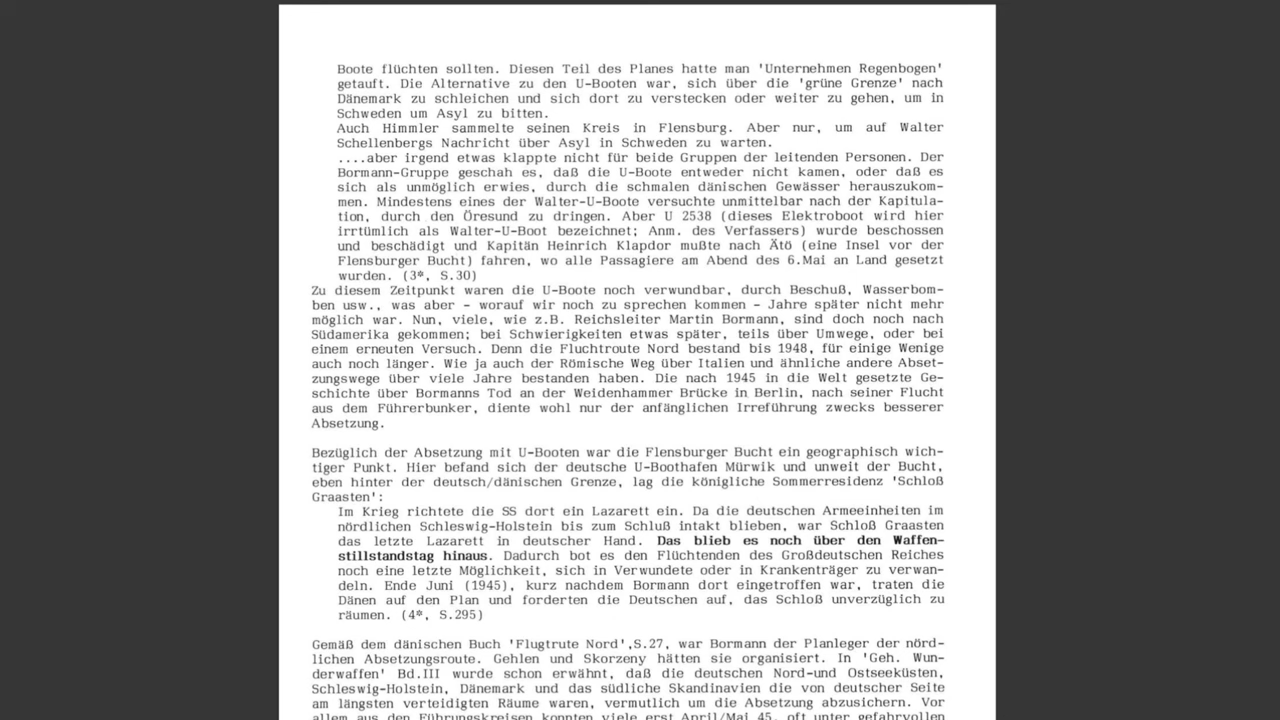 Boote flüchten sollten. Diesen Teil des Planes hatte man 'Unternehmen Regenbogen'
getauft. Die Alternative zu den U-Booten war, sich über die 'grüne Grenze' nach
Dänemark zu schleichen und sich dort zu verstecken oder weiter zu gehen, um in
Schweden um Asyl zu bitten.
Auch Himmler sammelte seinen Kreis in Flensburg. Aber nur, um auf Walter
Schellenbergs Nachricht über Asyl in Schweden zu warten.
....aber irgend etwas klappte nicht für beide Gruppen der leitenden Personen. Der
Bormann-Gruppe geschah es, daß die U-Boote entweder nicht kamen, oder daß es
sich als unmöglich erwies, durch die schmalen dänischen Gewässer herauszukom-
men. Mindestens eines der Walter-U-Boote versuchte unmittelbar nach der Kapitula-
tion, durch den Öresund zu dringen. Aber U 2538 (dieses Elektroboot wird hier
irrtümlich als Walter-U-Boot bezeichnet; Anm. des Verfassers) wurde beschossen
und beschädigt und Kapitän Heinrich Klapdor mußte nach Ätö (eine Insel vor der
Flensburger Bucht) fahren, wo alle Passagiere am Abend des 6.Mai an Land gesetzt
wurden. (3*, S.30)
Zu diesem Zeitpunkt waren die U-Boote noch verwundbar, durch Beschuß, Wasserbom-
ben usw., was aber - worauf wir noch zu sprechen kommen - Jahre später nicht mehr
möglich war. Nun, viele, wie z.B. Reichsleiter Martin Bormann, sind doch noch nach
Südamerika gekommen; bei Schwierigkeiten etwas später, teils über Umwege, oder bei
einem erneuten Versuch. Denn die Fluchtroute Nord bestand bis 1948, für einige Wenige
auch noch länger. Wie ja auch der Römische Weg über Italien und ähnliche andere Abset-
zungswege über viele Jahre bestanden haben. Die nach 1945 in die Welt gesetzte Ge-
schichte über Bormanns Tod an der Weidenhammer Brücke in Berlin, nach seiner Flucht
aus dem Führerbunker, diente wohl nur der anfänglichen Irreführung zwecks besserer
Absetzung.
Bezüglich der Absetzung mit U-Booten war die Flensburger Bucht ein geographisch wich-
tiger Punkt. Hier befand sich der deutsche U-Boothafen Mürwik und unweit der Bucht,
eben hinter der deutsch/dänischen Grenze, lag die königliche Sommerresidenz 'Schloß
Graasten':
Im Krieg richtete die SS dort ein Lazarett ein. Da die deutschen Armeeinheiten im
nördlichen Schleswig-Holstein bis zum Schluß intakt blieben, war Schloß Graasten
das letzte Lazarett in deutscher Hand. Das blieb es noch über den Waffen-
stillstandstag hinaus. Dadurch bot es den Flüchtenden des Großdeutschen Reiches
noch eine letzte Möglichkeit, sich in Verwundete oder in Krankenträger zu verwan-
deln. Ende Juni (1945), kurz nachdem Bormann dort eingetroffen war, traten die
Dänen auf den Plan und forderten die Deutschen auf, das Schloß unverzüglich zu
räumen. (4*, S.295)
Gemäß dem dänischen Buch 'Flugtrute Nord',S.27, war Bormann der Planleger der nörd-
lichen Absetzungsroute. Gehlen und Skorzeny hätten sie organisiert. In 'Geh. Wun-
derwaffen' Bd.III wurde schon erwähnt, daß die deutschen Nord-und Ostseeküsten,
Schleswig-Holstein, Dänemark und das südliche Skandinavien die von deutscher Seite
am längsten verteidigten Räume waren, vermutlich um die Absetzung abzusichern. Vor
allem aus den Führungskreisen konnten viele erst April/Mai 45, oft unter gefahrvollen